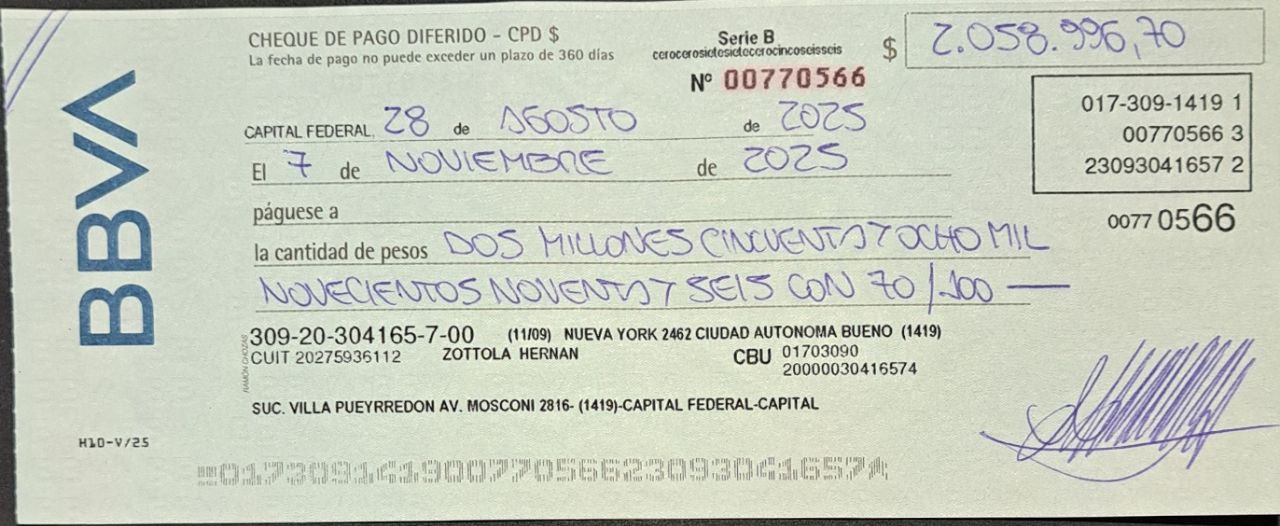 BBVA
CHEQUE DE PAGO DIFERIDO - CPD $
La fecha de pago no puede exceder un plazo de 360 días
Serie B
cerocerosietesietecerocincoseisseis
Nº 00770566
$ 2.058.996,70
017-309-1419 1
00770566 3
23093041657 2
0077 0566
CAPITAL FEDERAL, 28 de AGOSTO de 2025
El 7 de NOVIEMBRE de 2025
páguese a
la cantidad de pesos DOS MILLONES CINCUENTA Y OCHO MIL
NOVECIENTOS NOVENTA Y SEIS CON 70/100
309-20-304165-7-00 (11/09) NUEVA YORK 2462 CIUDAD AUTONOMA BUENO (1419)
CUIT 20275936112 ZOTTOLA HERNAN CBU 01703090
20000030416574
SUC. VILLA PUEYRREDON AV. MOSCONI 2816- (1419)-CAPITAL FEDERAL-CAPITAL
RAMÓN CHOZAS
H10-V/25
01730914190077056623093041657